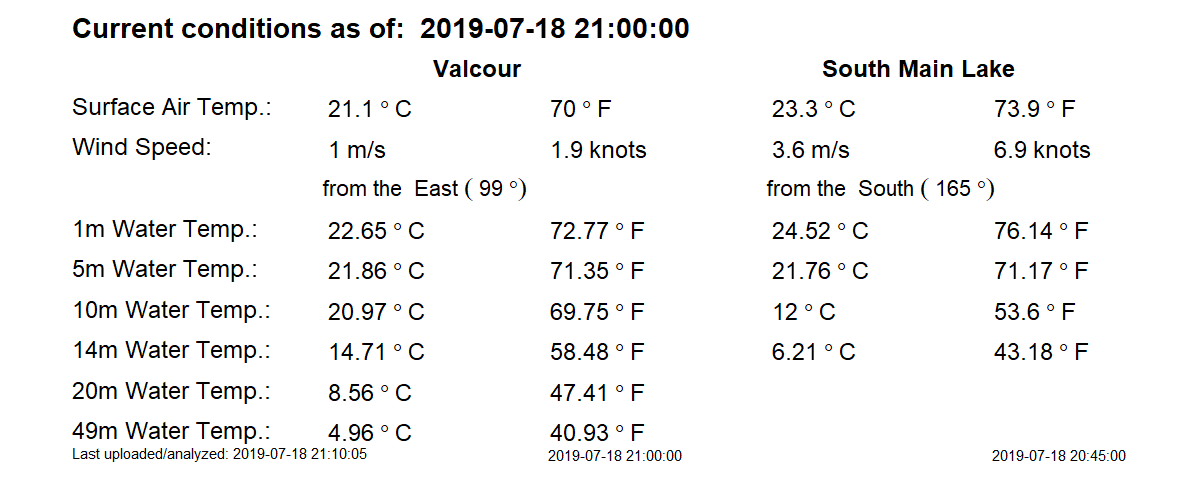 Current conditions as of:  2019-07-18 21:00:00
Valcour South Main Lake
Surface Air Temp.: 21.1 ° C 70 ° F 23.3 ° C 73.9 ° F
Wind Speed: 1 m/s 1.9 knots 3.6 m/s 6.9 knots
from the  East ( 99 °) from the  South ( 165 °)
1m Water Temp.: 22.65 ° C 72.77 ° F 24.52 ° C 76.14 ° F
5m Water Temp.: 21.86 ° C 71.35 ° F 21.76 ° C 71.17 ° F
10m Water Temp.: 20.97 ° C 69.75 ° F 12 ° C 53.6 ° F
14m Water Temp.: 14.71 ° C 58.48 ° F 6.21 ° C 43.18 ° F
20m Water Temp.: 8.56 ° C 47.41 ° F
49m Water Temp.: 4.96 ° C 40.93 ° F
Last uploaded/analyzed: 2019-07-18 21:10:05 2019-07-18 21:00:00 2019-07-18 20:45:00